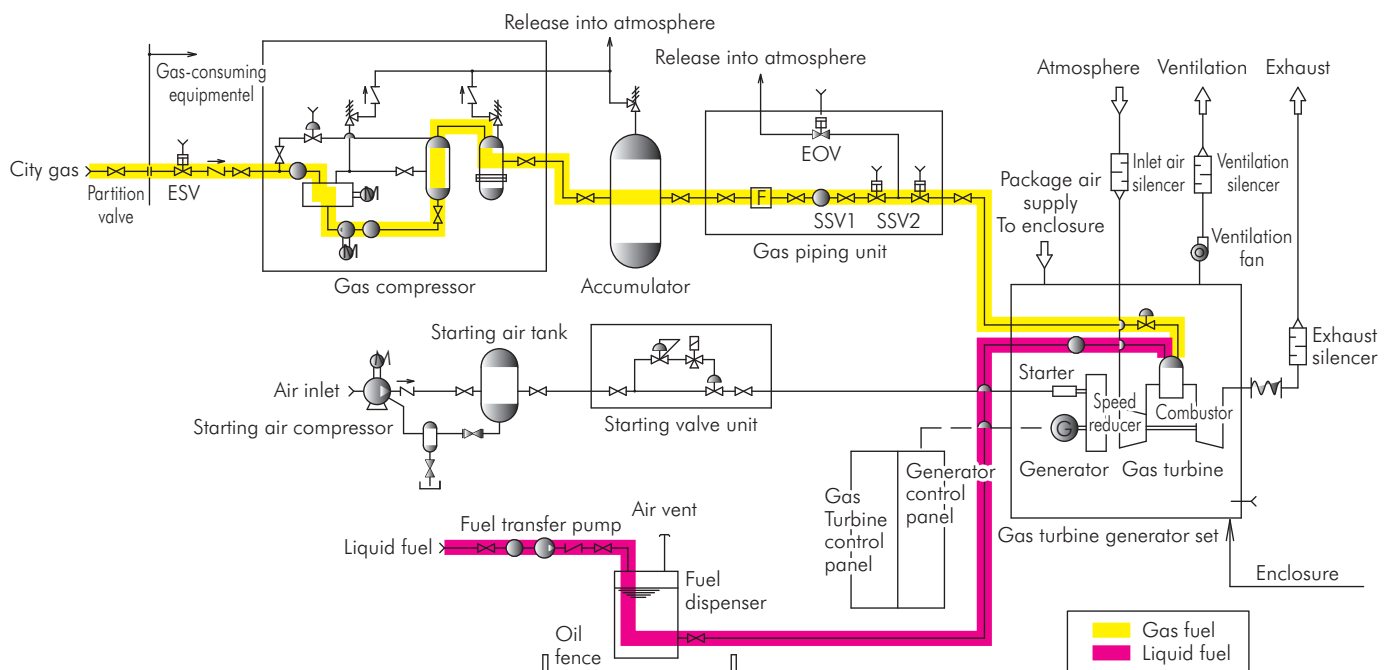 Release into atmosphere
Gas-consuming
equipmentel
City gas
Partition
valve
ESV
M
M
Gas compressor
Accumulator
Release into atmosphere
EOV
F
SSV1
SSV2
Gas piping unit
Atmosphere
Ventilation
Exhaust
Inlet air
silencer
Ventilation
silencer
Package air
supply
To enclosure
Ventilation
fan
Exhaust
silencer
Starting air tank
M
Air inlet
Starting air compressor
Starting valve unit
Starter
Speed
reducer
Combustor
G
Generator
Gas turbine
Generator
control
panel
Gas
Turbine
control
panel
Gas turbine generator set
Enclosure
Fuel transfer pump
Air vent
Liquid fuel
Fuel
dispenser
Oil
fence
Gas fuel
Liquid fuel